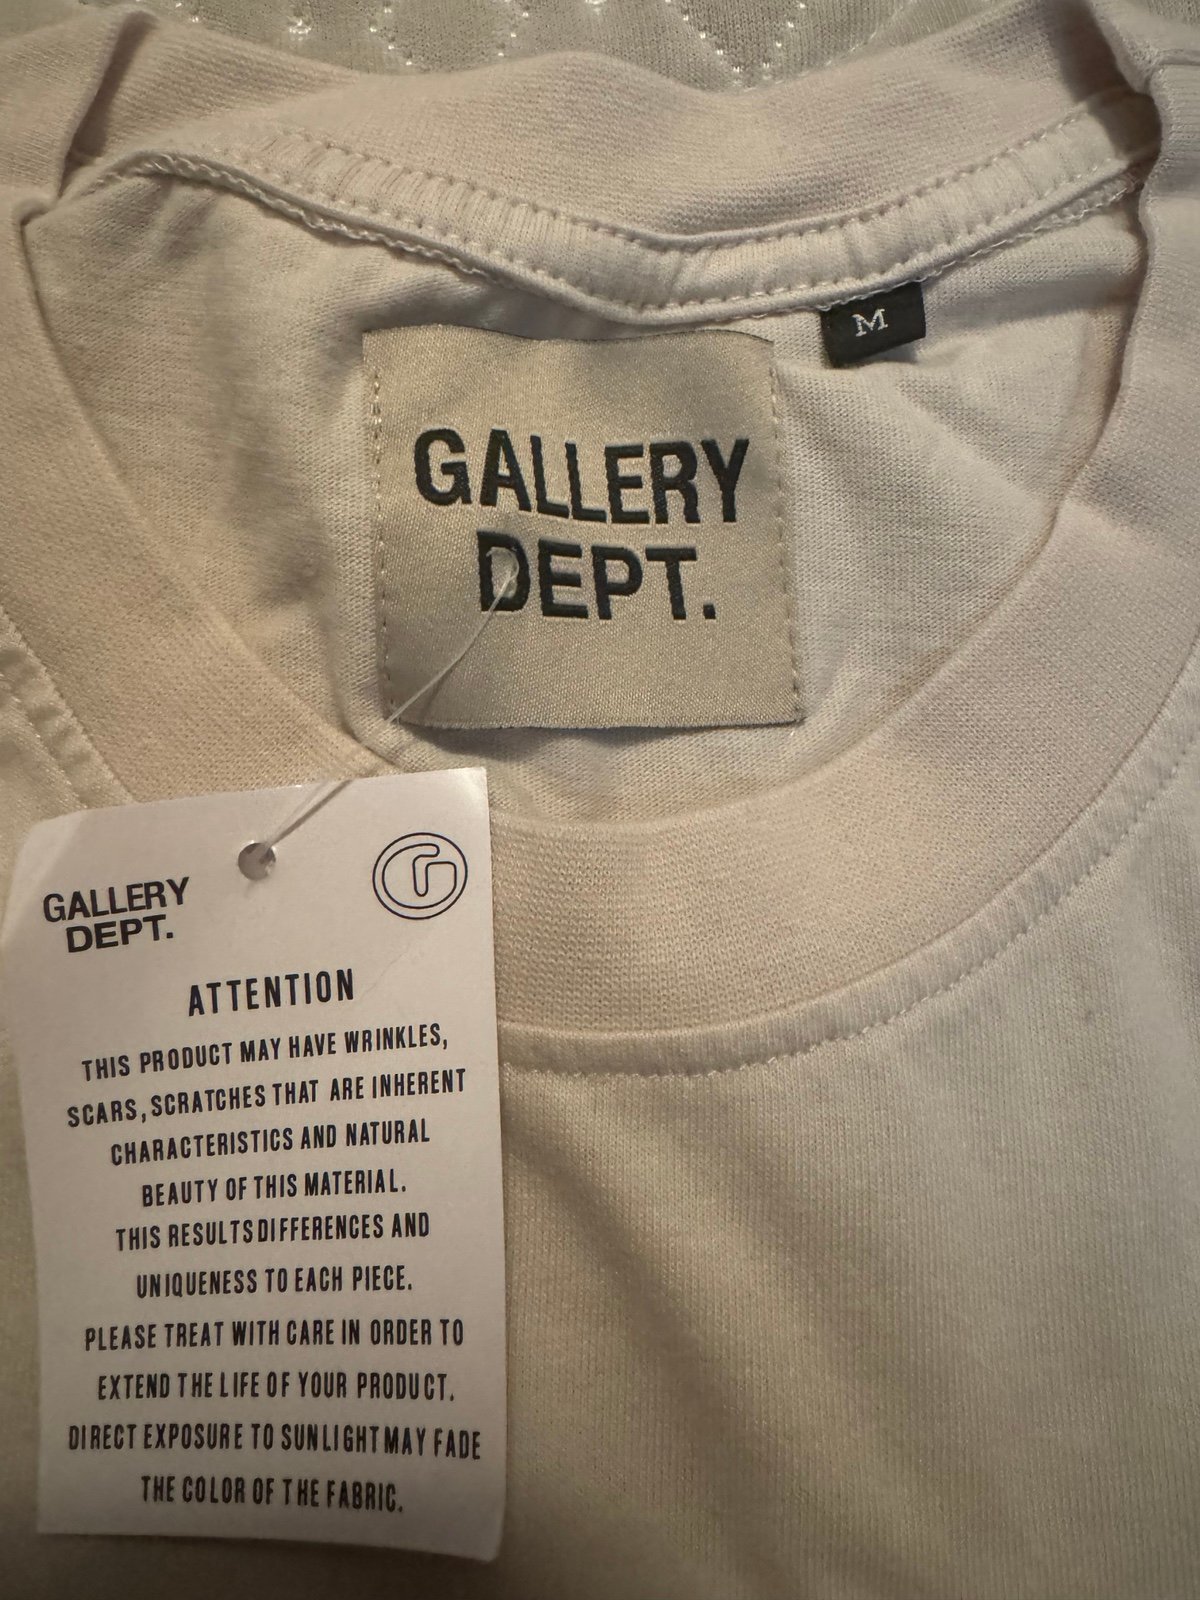 M
GALLERY
DEPT.
GALLERY
DEPT.
G
ATTENTION
THIS PRODUCT MAY HAVE WRINKLES,
SCARS, SCRATCHES THAT ARE INHERENT
CHARACTERISTICS AND NATURAL
BEAUTY OF THIS MATERIAL.
THIS RESULTS DIFFERENCES AND
UNIQUENESS TO EACH PIECE.
PLEASE TREAT WITH CARE IN ORDER TO
EXTEND THE LIFE OF YOUR PRODUCT.
DIRECT EXPOSURE TO SUNLIGHT MAY FADE
THE COLOR OF THE FABRIC.